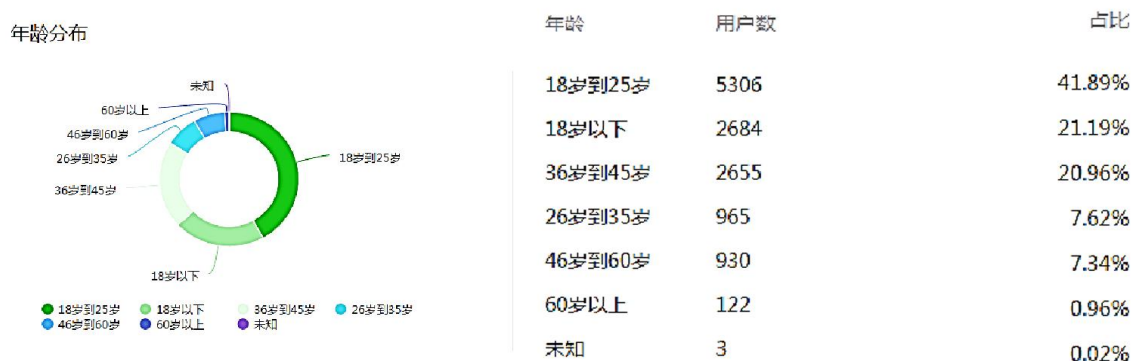 年龄分布
未知
60岁以上
46岁到60岁
26岁到35岁
36岁到45岁
18岁到25岁
18岁以下
18岁到25岁 18岁以下 36岁到45岁 26岁到35岁
46岁到60岁 60岁以上 未知
年龄 用户数 占比
18岁到25岁 5306 41.89%
18岁以下 2684 21.19%
36岁到45岁 2655 20.96%
26岁到35岁 965 7.62%
46岁到60岁 930 7.34%
60岁以上 122 0.96%
未知 3 0.02%